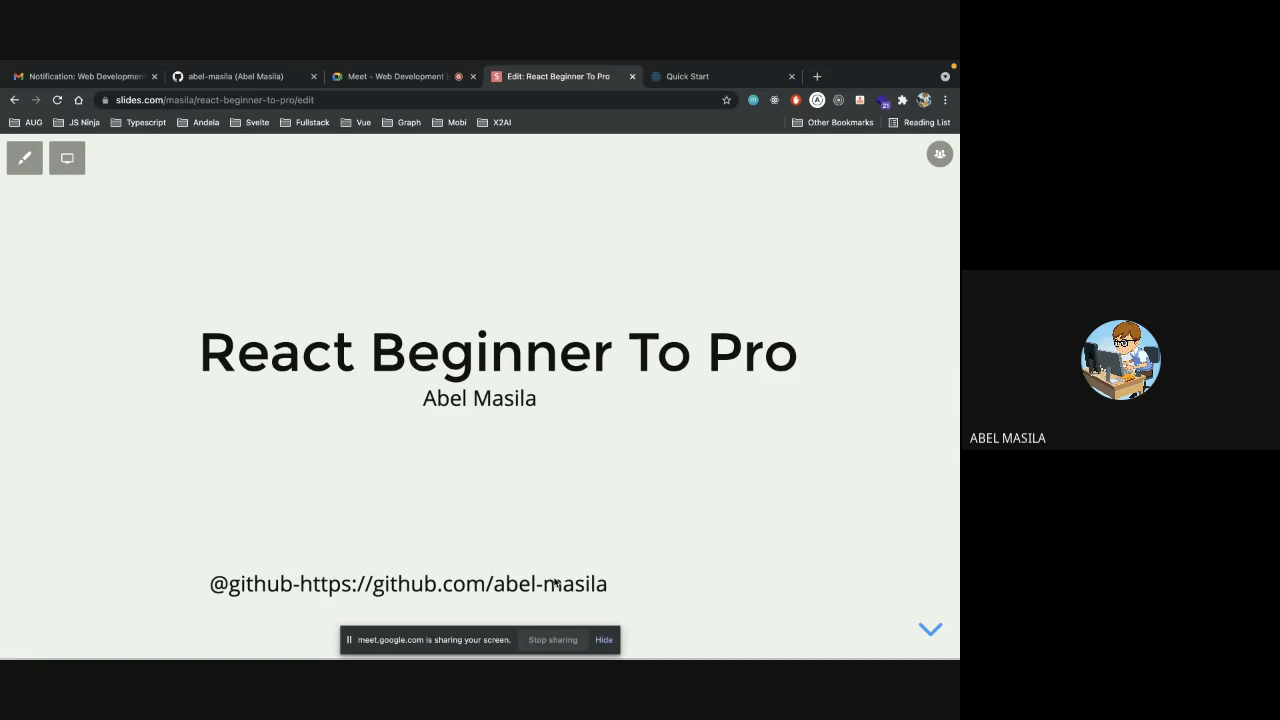 Notification: Web Development
abel-masila (Abel Masila)
Meet - Web Development
Edit: React Beginner To Pro
Quick Start
slides.com/masila/react-beginner-to-pro/edit
21
AUG
JS Ninja
Typescript
Andela
Svelte
Fullstack
Vue
Graph
Mobi
X2AI
Other Bookmarks
Reading List
React Beginner To Pro
Abel Masila
ABEL MASILA
@github-https://github.com/abel-masila
meet.google.com is sharing your screen.
Stop sharing
Hide